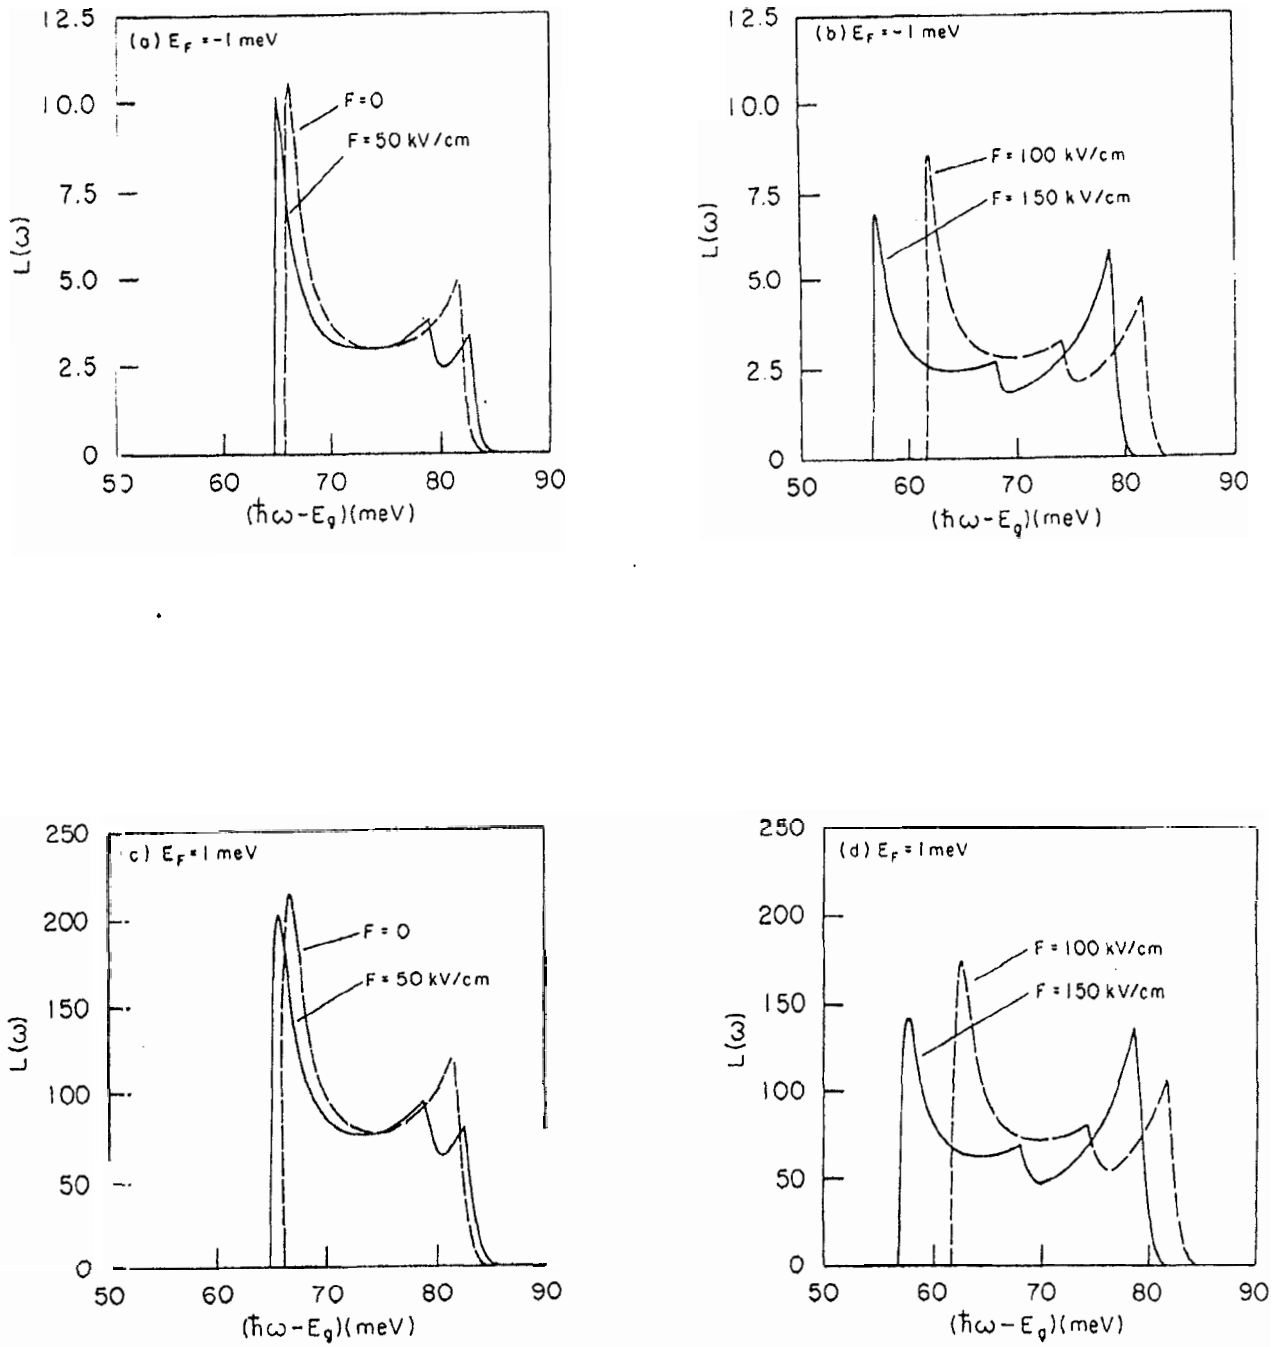 (a) E_F = -1 meV
F = 0
F = 50 kV/cm
L(ω)
12.5
10.0
7.5
5.0
2.5
0
50 60 70 80 90
(ħω-E_g)(meV)
(b) E_F = -1 meV
F = 100 kV/cm
F = 150 kV/cm
L(ω)
12.5
10.0
7.5
5.0
2.5
0
50 60 70 80 90
(ħω-E_g)(meV)
c) E_F = 1 meV
F = 0
F = 50 kV/cm
L(ω)
250
200
150
100
50
0
50 60 70 80 90
(ħω-E_g)(meV)
(d) E_F = 1 meV
F = 100 kV/cm
F = 150 kV/cm
L(ω)
250
200
150
100
50
0
50 60 70 80 90
(ħω-E_g)(meV)